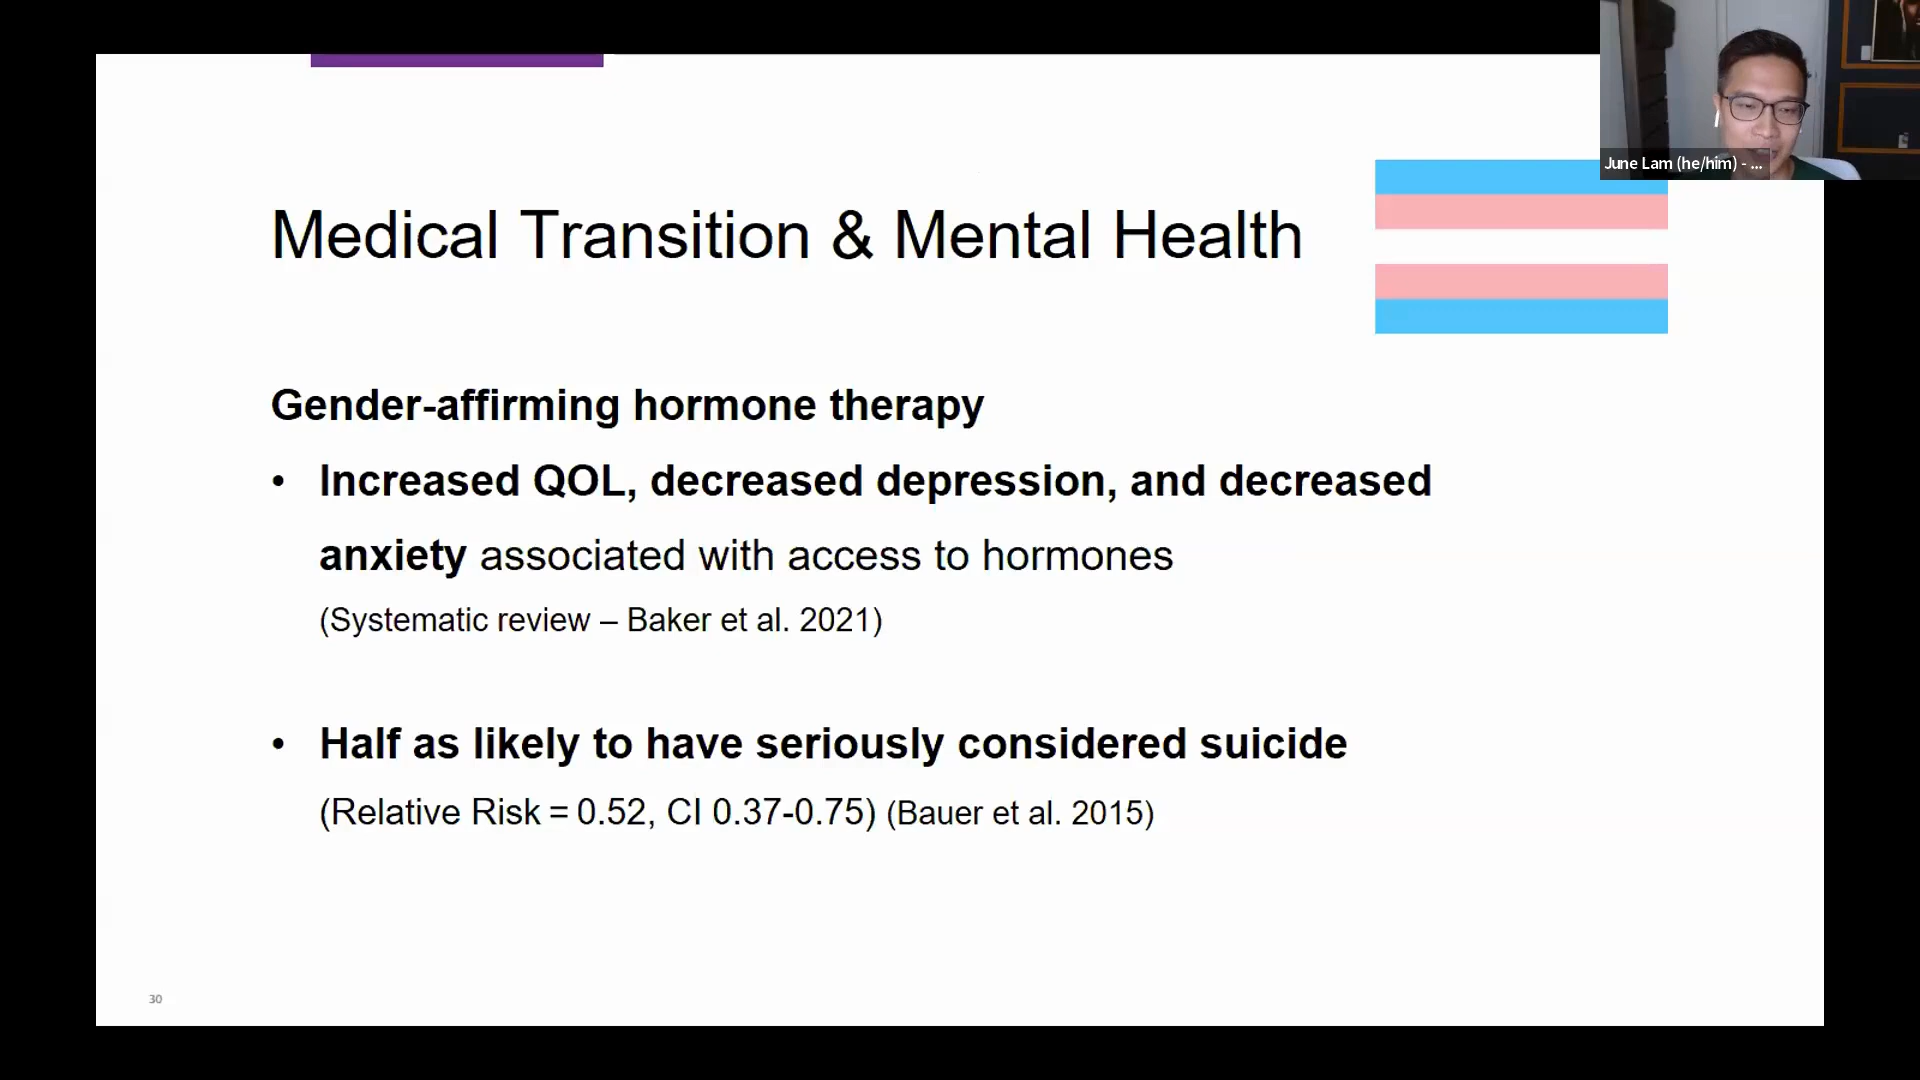 June Lam (he/him) - ...
Medical Transition & Mental Health
Gender-affirming hormone therapy
• Increased QOL, decreased depression, and decreased
anxiety associated with access to hormones
(Systematic review – Baker et al. 2021)
• Half as likely to have seriously considered suicide
(Relative Risk = 0.52, CI 0.37-0.75) (Bauer et al. 2015)
30